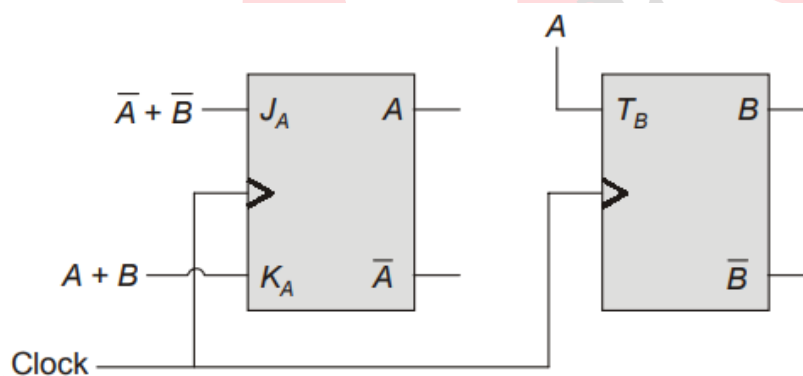 A
A̅ + B̅ J_A A T_B B
A + B K_A A̅ B̅
Clock